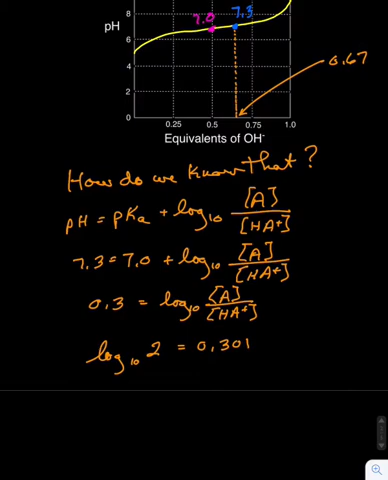 8
7.0 7.3
pH
6
4
0.67
2
0
0.25 0.5 0.75 1.0
Equivalents of OH-
How do we know that?
pH = pKa + log10 [A] / [HA+]
7.3 = 7.0 + log10 [A] / [HA+]
0.3 = log10 [A] / [HA+]
log10 2 = 0.301